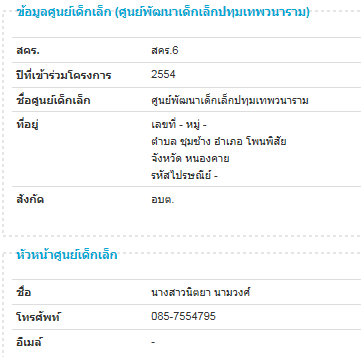 ข้อมูลศูนย์เด็กเล็ก (ศูนย์พัฒนาเด็กเล็กปทุมเทพวนาราม)
สคร. สคร.6
ปีที่เข้าร่วมโครงการ 2554
ชื่อศูนย์เด็กเล็ก ศูนย์พัฒนาเด็กเล็กปทุมเทพวนาราม
ที่อยู่ เลขที่ - หมู่ -
ตำบล ชุมช้าง อำเภอ โพนพิสัย
จังหวัด หนองคาย
รหัสไปรษณีย์ -
สังกัด อบต.
หัวหน้าศูนย์เด็กเล็ก
ชื่อ นางสาวนิตยา นามวงศ์
โทรศัพท์ 085-7554795
อีเมล์ -